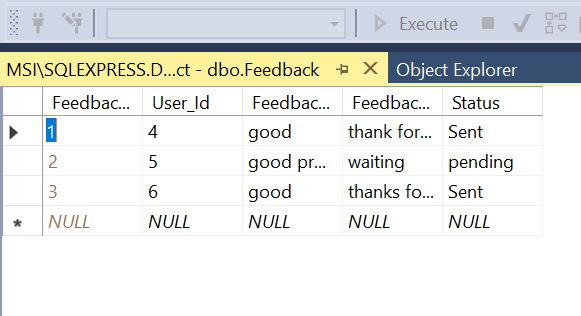 Execute
MSI\SQLEXPRESS.D...ct - dbo.Feedback Object Explorer
Feedbac... User_Id Feedbac... Feedbac... Status
1 4 good thank for... Sent
2 5 good pr... waiting pending
3 6 good thanks fo... Sent
NULL NULL NULL NULL NULL